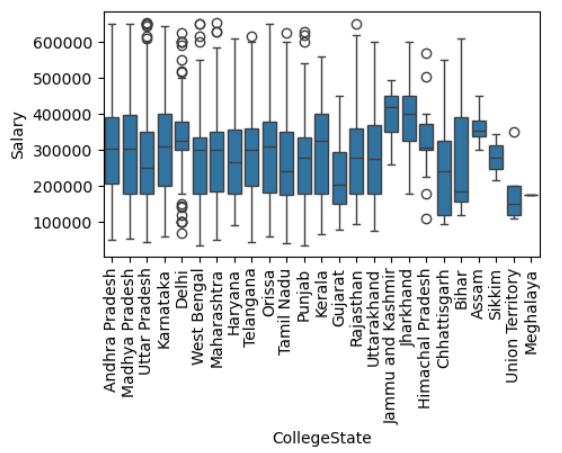 600000
500000
400000
300000
200000
100000
Salary
Andhra Pradesh
Madhya Pradesh
Uttar Pradesh
Karnataka
Delhi
West Bengal
Maharashtra
Haryana
Telangana
Orissa
Tamil Nadu
Punjab
Kerala
Gujarat
Rajasthan
Uttarakhand
Jammu and Kashmir
Jharkhand
Himachal Pradesh
Chhattisgarh
Bihar
Assam
Sikkim
Union Territory
Meghalaya
CollegeState